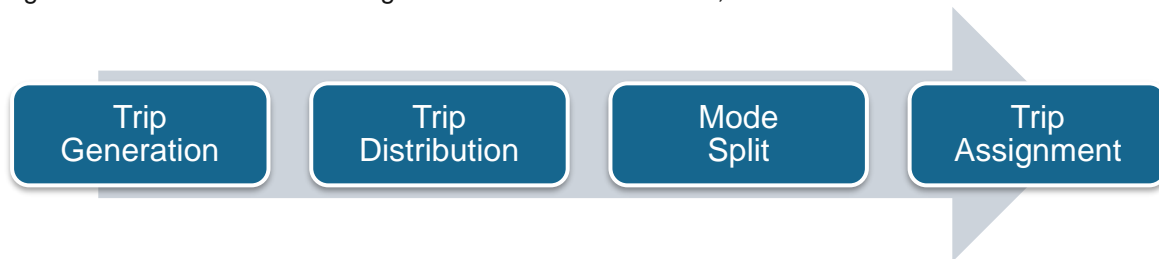 Trip
Generation
Trip
Distribution
Mode
Split
Trip
Assignment